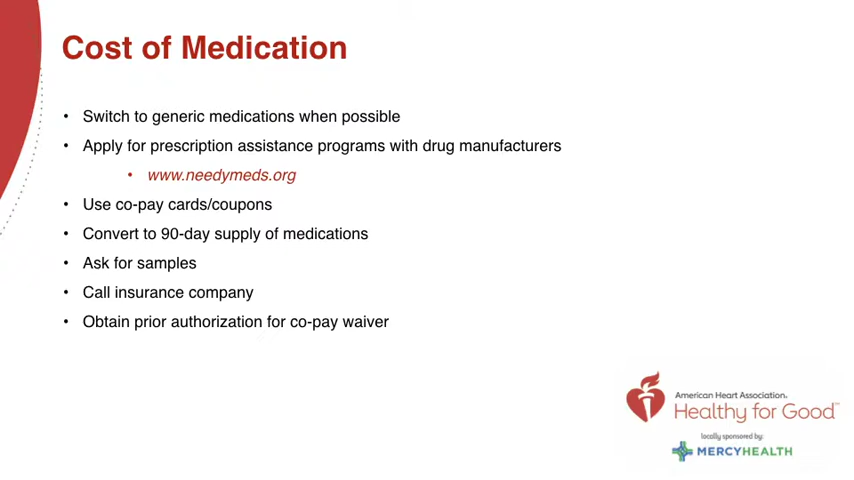 Cost of Medication
• Switch to generic medications when possible
• Apply for prescription assistance programs with drug manufacturers
• www.needymeds.org
• Use co-pay cards/coupons
• Convert to 90-day supply of medications
• Ask for samples
• Call insurance company
• Obtain prior authorization for co-pay waiver
American Heart Association®
Healthy for Good™
locally sponsored by:
MERCYHEALTH